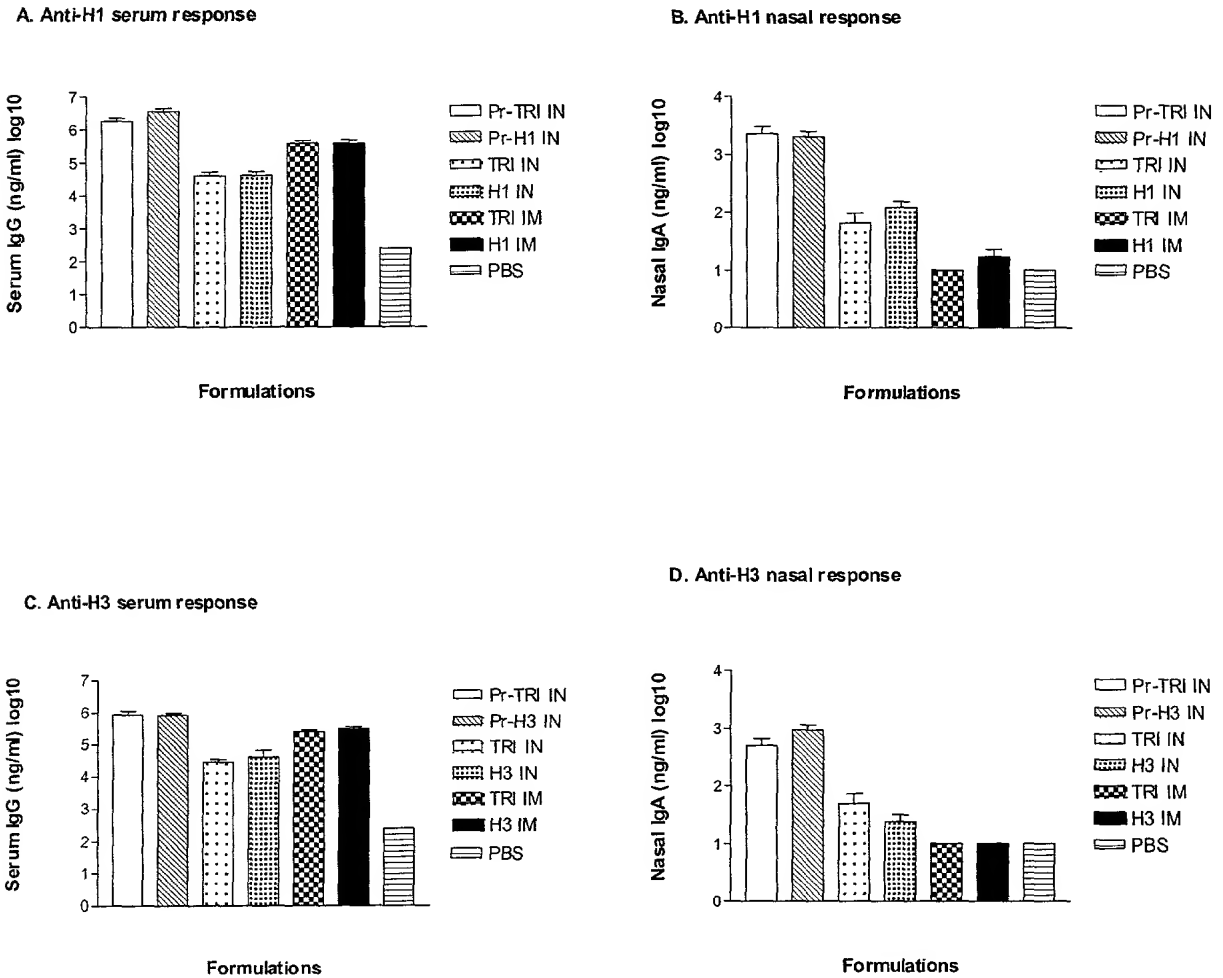 A. Anti-H1 serum response
Serum IgG (ng/ml) log10
7
6
5
4
3
2
1
0
Formulations
Pr-TRI IN
Pr-H1 IN
TRI IN
H1 IN
TRI IM
H1 IM
PBS
B. Anti-H1 nasal response
Nasal IgA (ng/ml) log10
4
3
2
1
0
Formulations
Pr-TRI IN
Pr-H1 IN
TRI IN
H1 IN
TRI IM
H1 IM
PBS
C. Anti-H3 serum response
Serum IgG (ng/ml) log10
7
6
5
4
3
2
1
0
Formulations
Pr-TRI IN
Pr-H3 IN
TRI IN
H3 IN
TRI IM
H3 IM
PBS
D. Anti-H3 nasal response
Nasal IgA (ng/ml) log10
4
3
2
1
0
Formulations
Pr-TRI IN
Pr-H3 IN
TRI IN
H3 IN
TRI IM
H3 IM
PBS